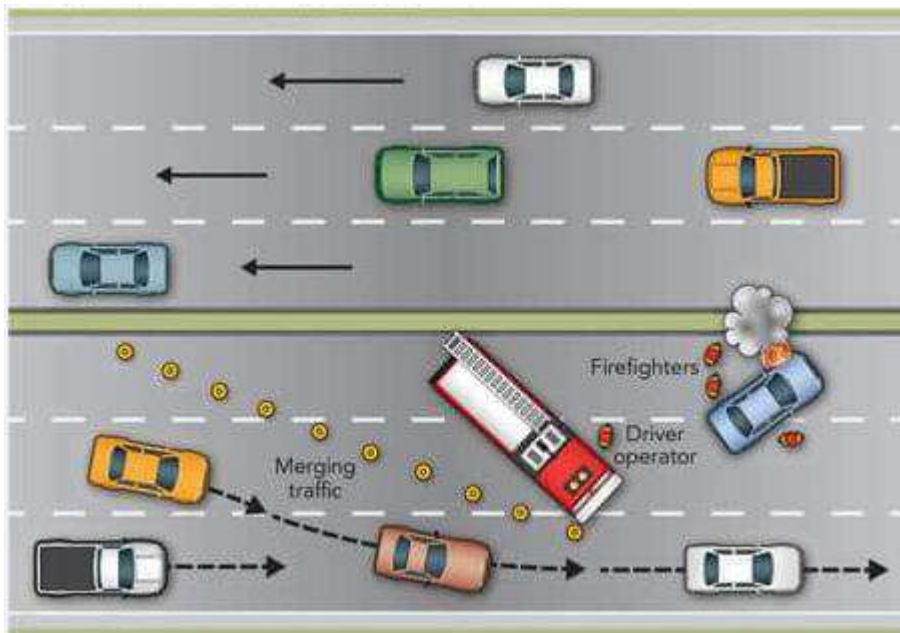 Firefighters
Driver
operator
Merging
traffic